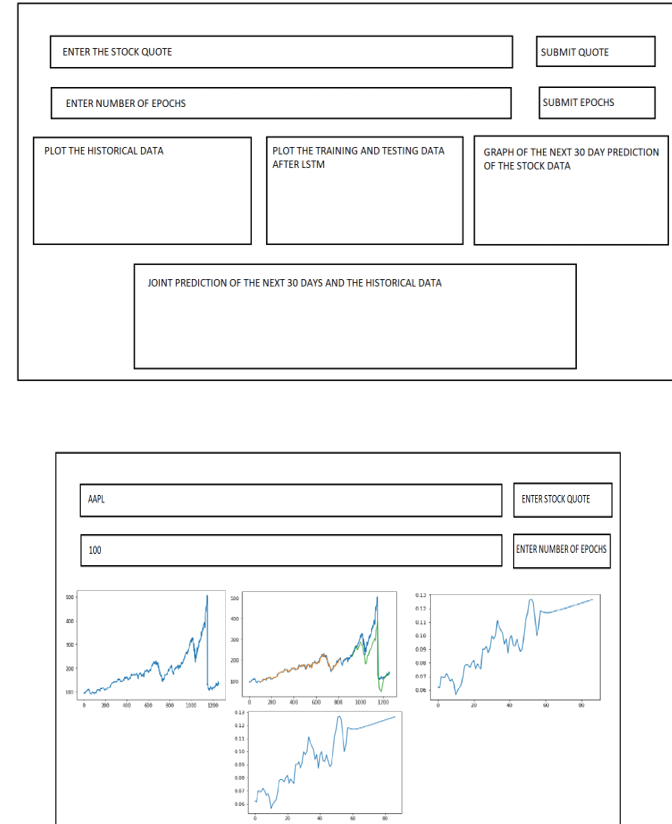 ENTER THE STOCK QUOTE
SUBMIT QUOTE
ENTER NUMBER OF EPOCHS
SUBMIT EPOCHS
PLOT THE HISTORICAL DATA
PLOT THE TRAINING AND TESTING DATA
AFTER LSTM
GRAPH OF THE NEXT 30 DAY PREDICTION
OF THE STOCK DATA
JOINT PREDICTION OF THE NEXT 30 DAYS AND THE HISTORICAL DATA
AAPL
ENTER STOCK QUOTE
100
ENTER NUMBER OF EPOCHS
500
400
300
200
100
0 200 400 600 800 1000 1200
500
400
300
200
100
0 200 400 600 800 1000 1200
0.13
0.12
0.11
0.10
0.09
0.08
0.07
0.06
0 20 40 60 80
0.13
0.12
0.11
0.10
0.09
0.08
0.07
0.06
0 20 40 60 80